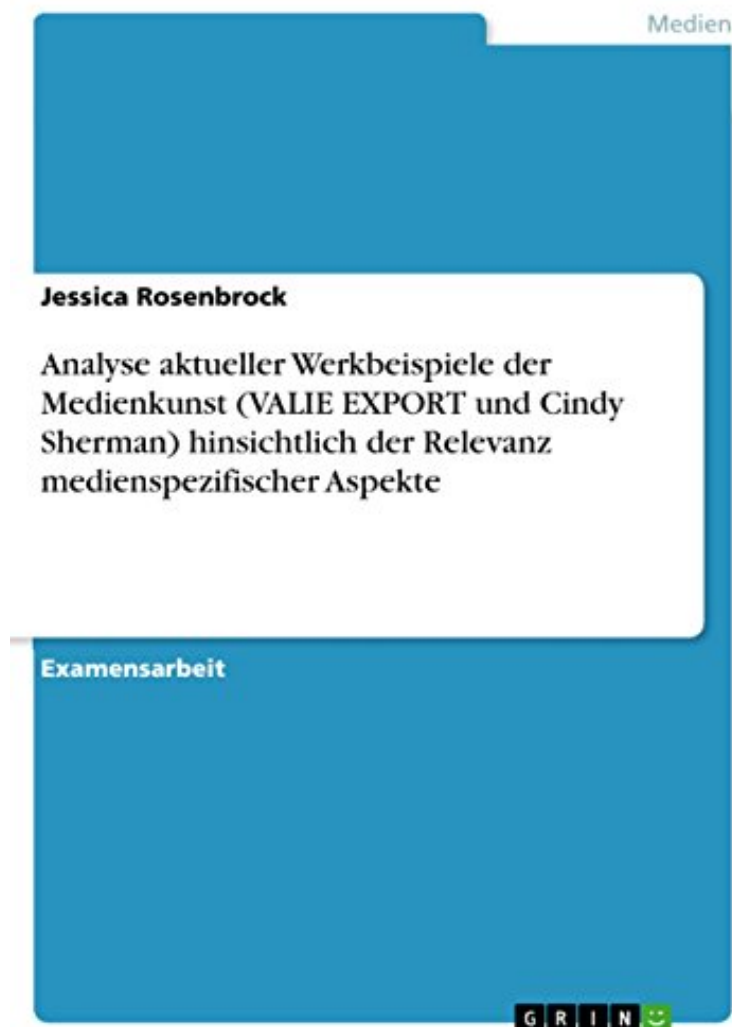 Medien
Jessica Rosenbrock
Analyse aktueller Werkbeispiele der
Medienkunst (VALIE EXPORT und Cindy
Sherman) hinsichtlich der Relevanz
medienspezifischer Aspekte
Examensarbeit
GRIN